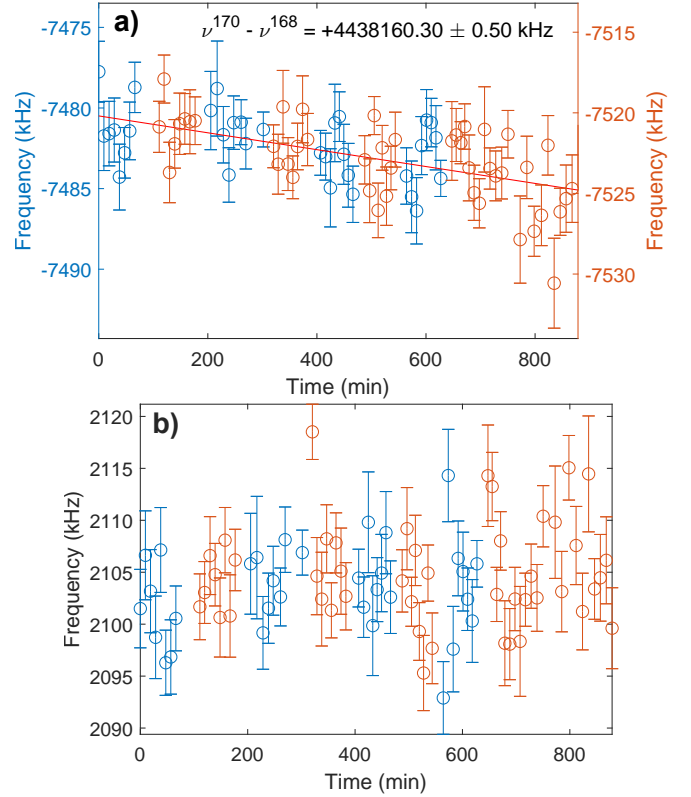 a)
ν¹⁷⁰ - ν¹⁶⁸ = +4438160.30 ± 0.50 kHz
-7475
-7480
-7485
-7490
Frequency (kHz)
-7515
-7520
-7525
-7530
Frequency (kHz)
0 200 400 600 800
Time (min)
b)
2120
2115
2110
2105
2100
2095
2090
Frequency (kHz)
0 200 400 600 800
Time (min)